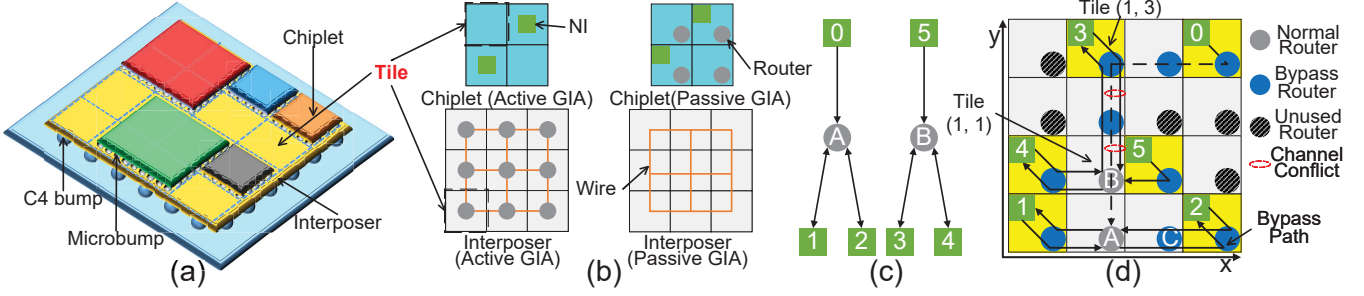 Chiplet
C4 bump
Microbump
Interposer
(a)
Tile
NI
Router
Chiplet (Active GIA)
Chiplet(Passive GIA)
Wire
Interposer
(Active GIA)
Interposer
(Passive GIA)
(b)
0
5
A
B
1
2
3
4
(c)
Tile (1, 3)
y
3
0
Tile
(1, 1)
4
5
B
1
2
A
C
x
Bypass
Path
(d)
Normal
Router
Bypass
Router
Unused
Router
Channel
Conflict